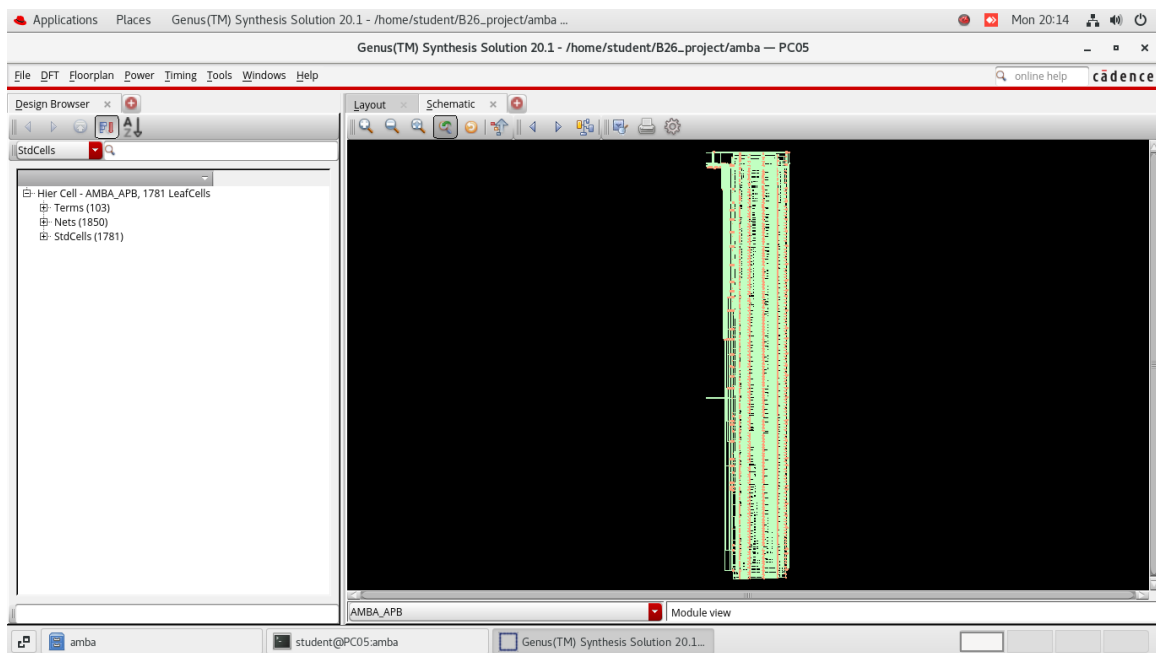 Applications Places Genus(TM) Synthesis Solution 20.1 - /home/student/B26_project/amba ... Mon 20:14
Genus(TM) Synthesis Solution 20.1 - /home/student/B26_project/amba — PC05
File DFT Floorplan Power Timing Tools Windows Help online help cādence
Design Browser Layout Schematic
A
Z
StdCells
Hier Cell - AMBA_APB, 1781 LeafCells
Terms (103)
Nets (1850)
StdCells (1781)
AMBA_APB Module view
amba student@PC05:amba Genus(TM) Synthesis Solution 20.1...